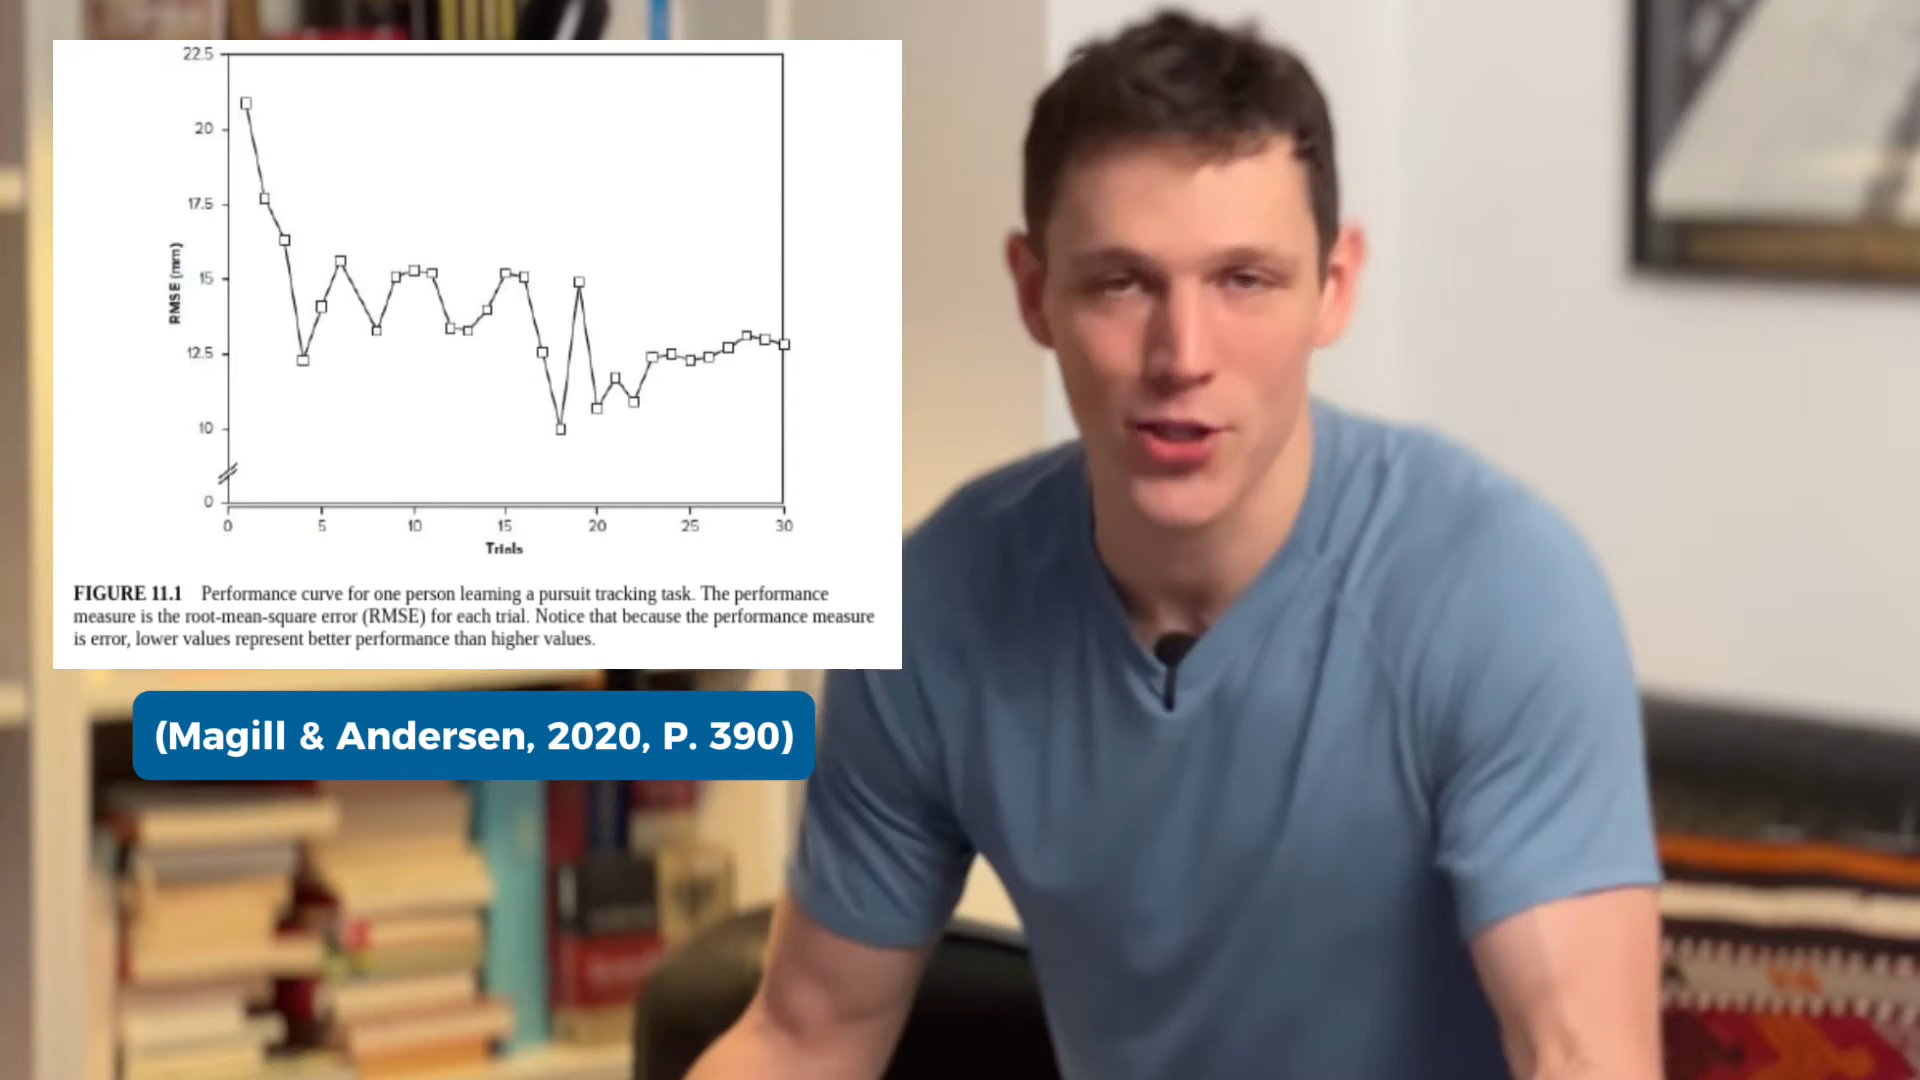 22.5
20
17.5
15
12.5
10
0
RMSE (mm)
0 5 10 15 20 25 30
Trials
FIGURE 11.1 Performance curve for one person learning a pursuit tracking task. The performance
measure is the root-mean-square error (RMSE) for each trial. Notice that because the performance measure
is error, lower values represent better performance than higher values.
(Magill & Andersen, 2020, P. 390)